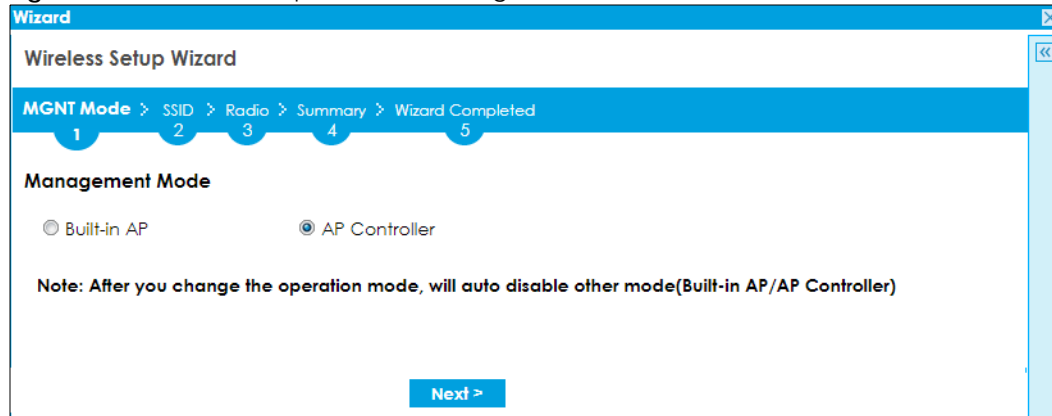 Wizard
Wireless Setup Wizard
MGNT Mode > SSID > Radio > Summary > Wizard Completed
1 2 3 4 5
Management Mode
Built-in AP AP Controller
Note: After you change the operation mode, will auto disable other mode(Built-in AP/AP Controller)
Next >